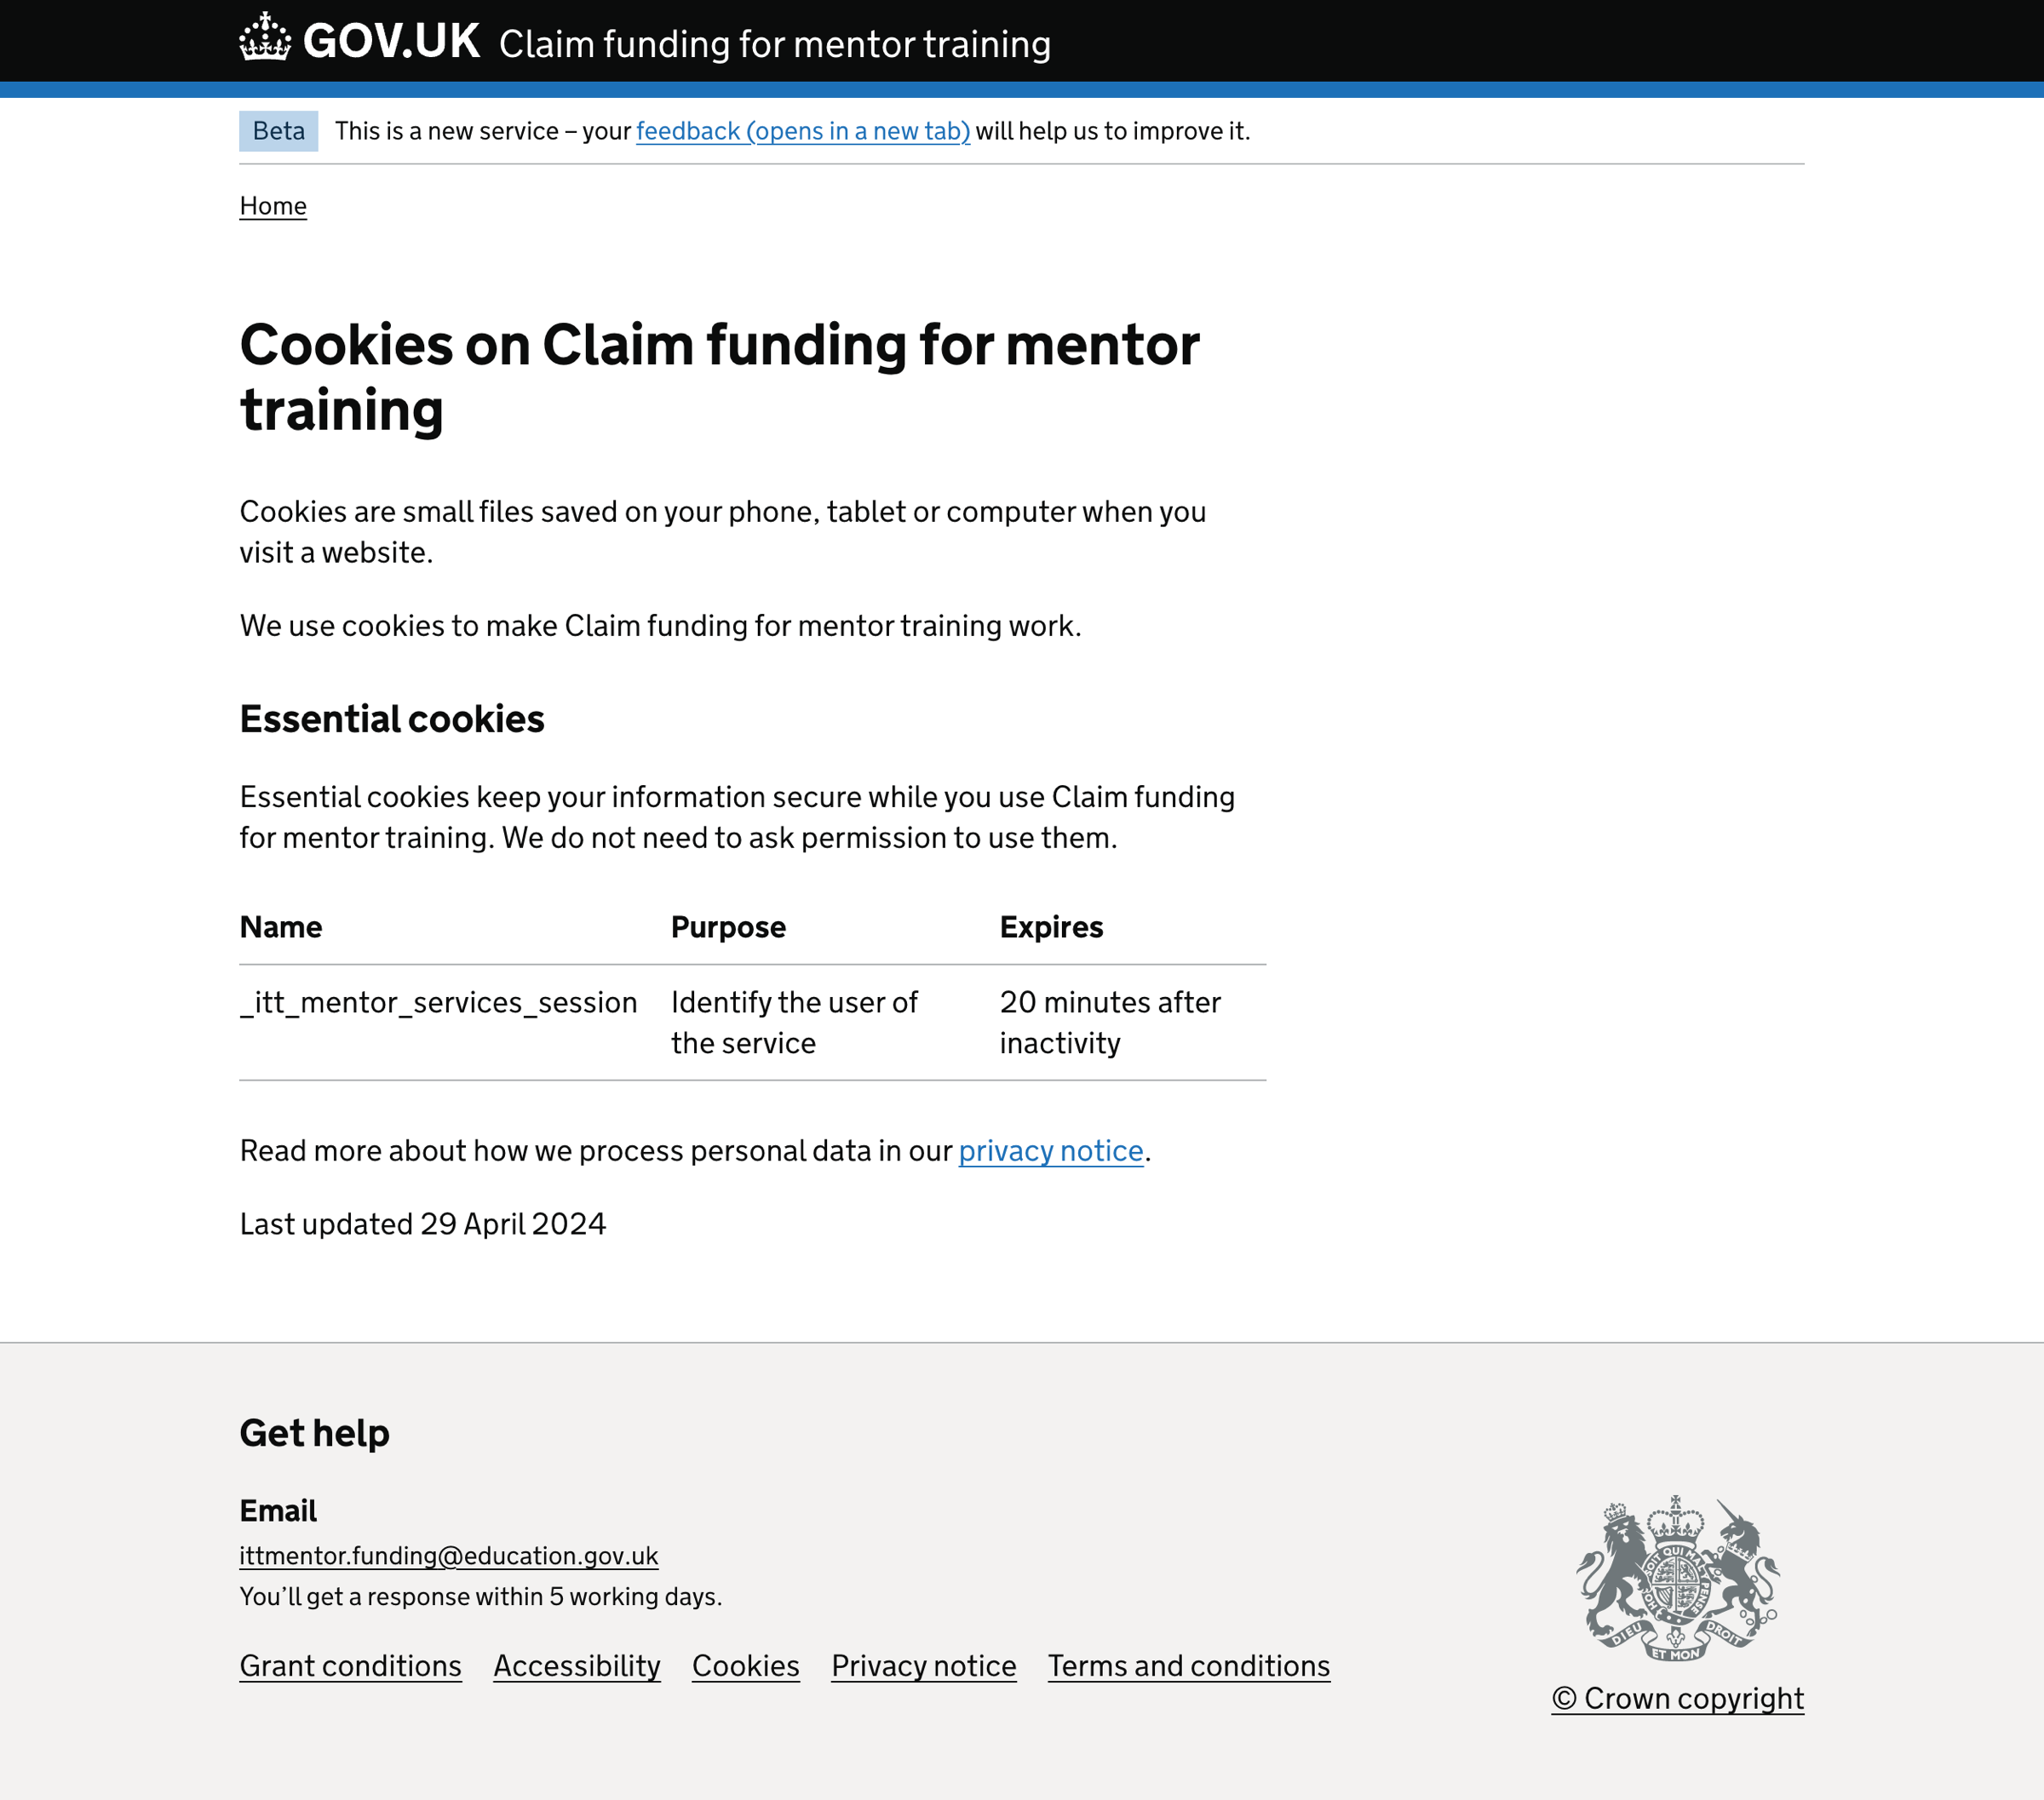 GOV.UK Claim funding for mentor training
Beta This is a new service – your feedback (opens in a new tab) will help us to improve it.
Home
Cookies on Claim funding for mentor
training
Cookies are small files saved on your phone, tablet or computer when you
visit a website.
We use cookies to make Claim funding for mentor training work.
Essential cookies
Essential cookies keep your information secure while you use Claim funding
for mentor training. We do not need to ask permission to use them.
Name Purpose Expires
_itt_mentor_services_session Identify the user of 20 minutes after
the service inactivity
Read more about how we process personal data in our privacy notice.
Last updated 29 April 2024
Get help
Email
ittmentor.funding@education.gov.uk
You’ll get a response within 5 working days.
Grant conditions Accessibility Cookies Privacy notice Terms and conditions
SOIT QUI MAL Y PENSE
DIEU ET MON DROIT
© Crown copyright